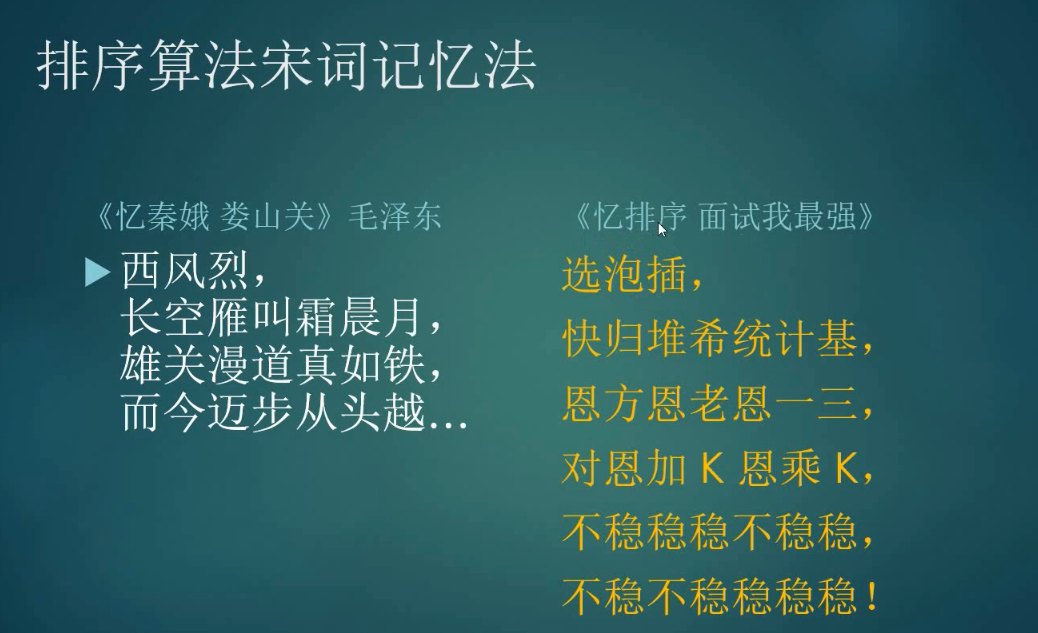 排序算法宋词记忆法
《忆秦娥 娄山关》毛泽东
西风烈，
长空雁叫霜晨月，
雄关漫道真如铁，
而今迈步从头越…
《忆排序 面试我最强》
选泡插，
快归堆希统计基，
恩方恩老恩一三，
对恩加 K 恩乘 K，
不稳稳稳不稳稳，
不稳不稳稳稳稳！